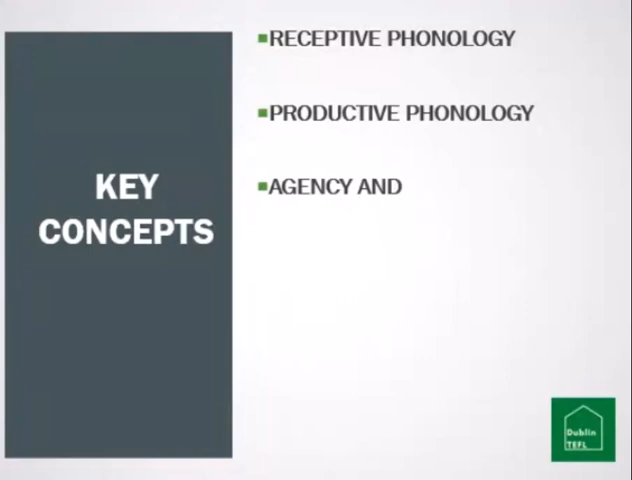 KEY
CONCEPTS
RECEPTIVE PHONOLOGY
PRODUCTIVE PHONOLOGY
AGENCY AND
Dublin
TEFL